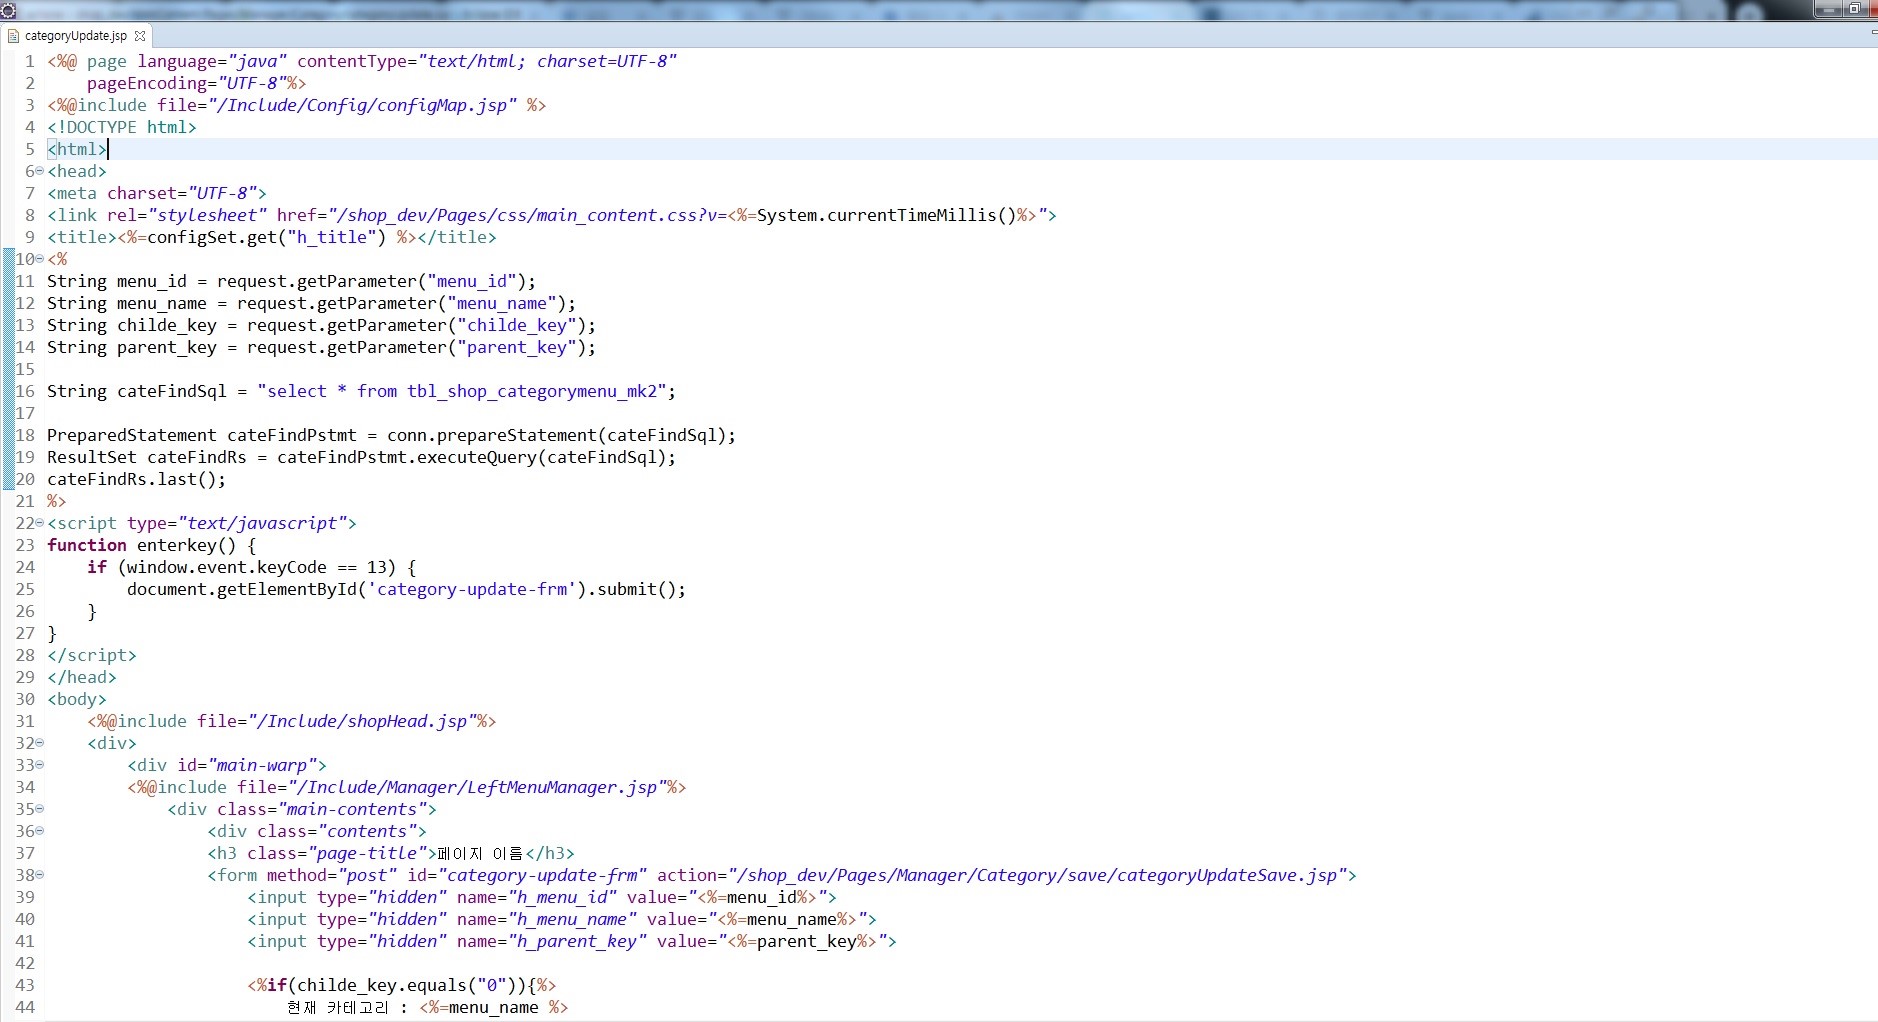 categoryUpdate.jsp
1 <%@ page language="java" contentType="text/html; charset=UTF-8"
2     pageEncoding="UTF-8"%>
3 <%@include file="/Include/Config/configMap.jsp" %>
4 <!DOCTYPE html>
5 <html>
6 <head>
7 <meta charset="UTF-8">
8 <link rel="stylesheet" href="/shop_dev/Pages/css/main_content.css?v=<%=System.currentTimeMillis()%>">
9 <title><%=configSet.get("h_title") %></title>
10 <%
11 String menu_id = request.getParameter("menu_id");
12 String menu_name = request.getParameter("menu_name");
13 String childe_key = request.getParameter("childe_key");
14 String parent_key = request.getParameter("parent_key");
15
16 String cateFindSql = "select * from tbl_shop_categorymenu_mk2";
17
18 PreparedStatement cateFindPstmt = conn.prepareStatement(cateFindSql);
19 ResultSet cateFindRs = cateFindPstmt.executeQuery(cateFindSql);
20 cateFindRs.last();
21 %>
22 <script type="text/javascript">
23 function enterkey() {
24     if (window.event.keyCode == 13) {
25         document.getElementById('category-update-frm').submit();
26     }
27 }
28 </script>
29 </head>
30 <body>
31     <%@include file="/Include/shopHead.jsp"%>
32     <div>
33         <div id="main-warp">
34         <%@include file="/Include/Manager/LeftMenuManager.jsp"%>
35             <div class="main-contents">
36                 <div class="contents">
37                 <h3 class="page-title">페이지 이름</h3>
38                 <form method="post" id="category-update-frm" action="/shop_dev/Pages/Manager/Category/save/categoryUpdateSave.jsp">
39                     <input type="hidden" name="h_menu_id" value="<%=menu_id%>">
40                     <input type="hidden" name="h_menu_name" value="<%=menu_name%>">
41                     <input type="hidden" name="h_parent_key" value="<%=parent_key%>">
42
43                     <%if(childe_key.equals("0")){%>
44                         현재 카테고리 : <%=menu_name %>